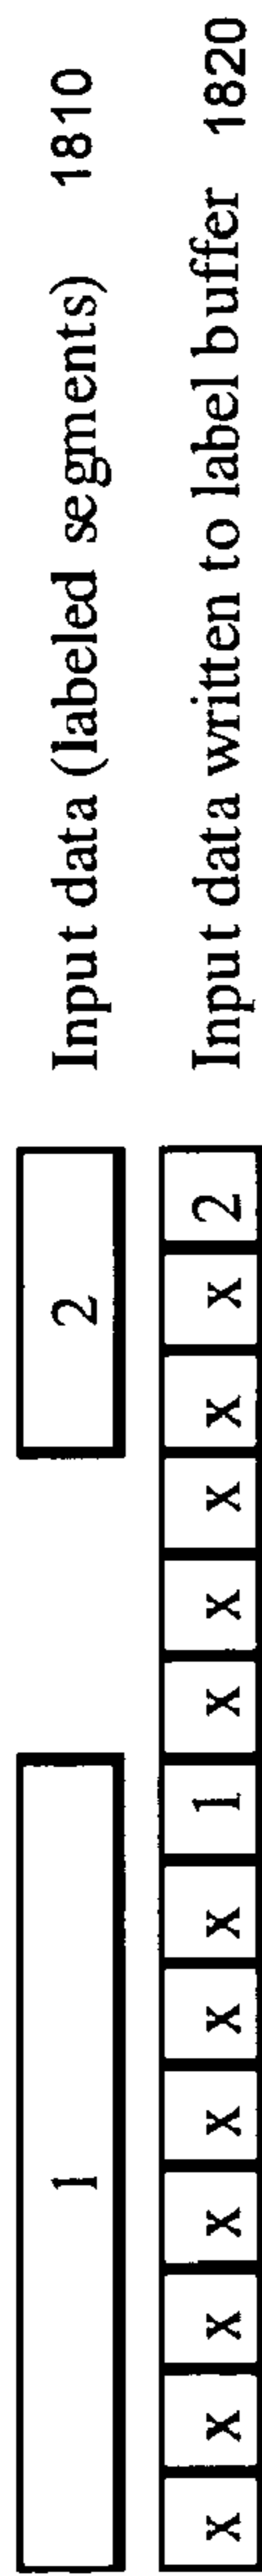 1 2 Input data (labeled segments) 1810
x x x x x x x 1 x x x x x 2 Input data written to label buffer 1820